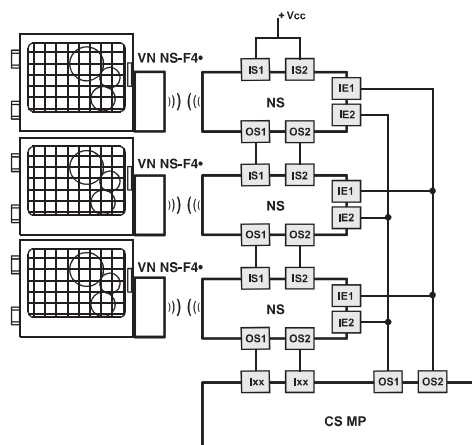 + Vcc
VN NS-F4•
IS1 IS2
IE1
NS
IE2
OS1 OS2
VN NS-F4•
IS1 IS2
IE1
NS
IE2
OS1 OS2
VN NS-F4•
IS1 IS2
IE1
NS
IE2
OS1 OS2
Ixx Ixx OS1 OS2
CS MP